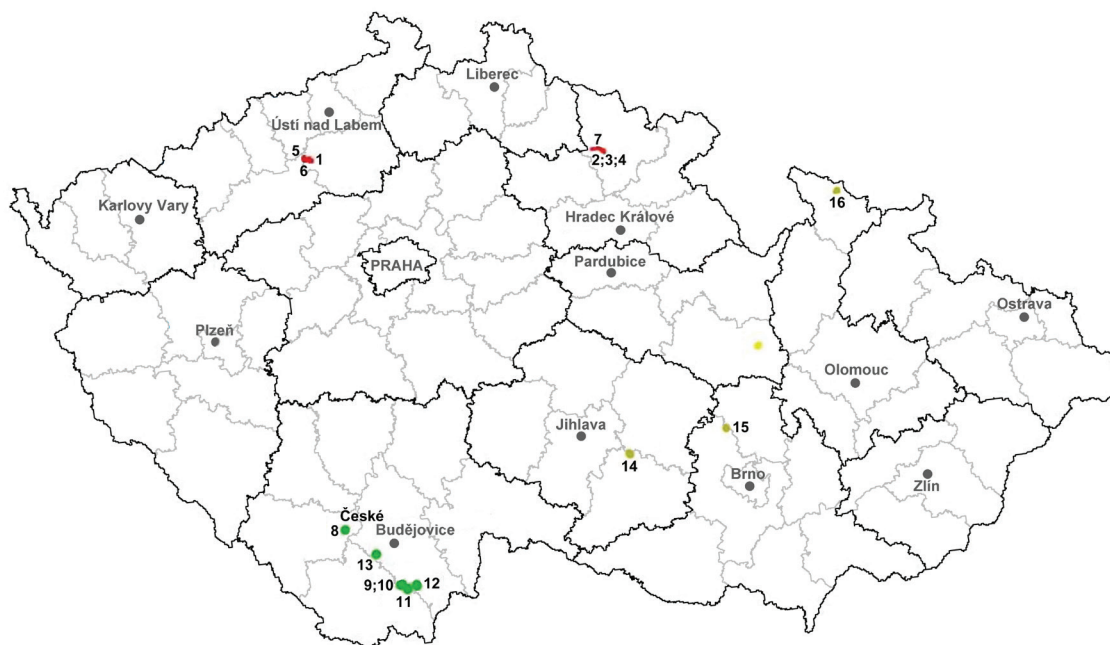 Liberec
Ústí nad Labem
7
5
1
2;3;4
6
16
Karlovy Vary
Hradec Králové
PRAHA
Pardubice
Ostrava
Plzeň
Olomouc
Jihlava
15
14
Brno
Zlín
České
8
Budějovice
13
9;10
12
11